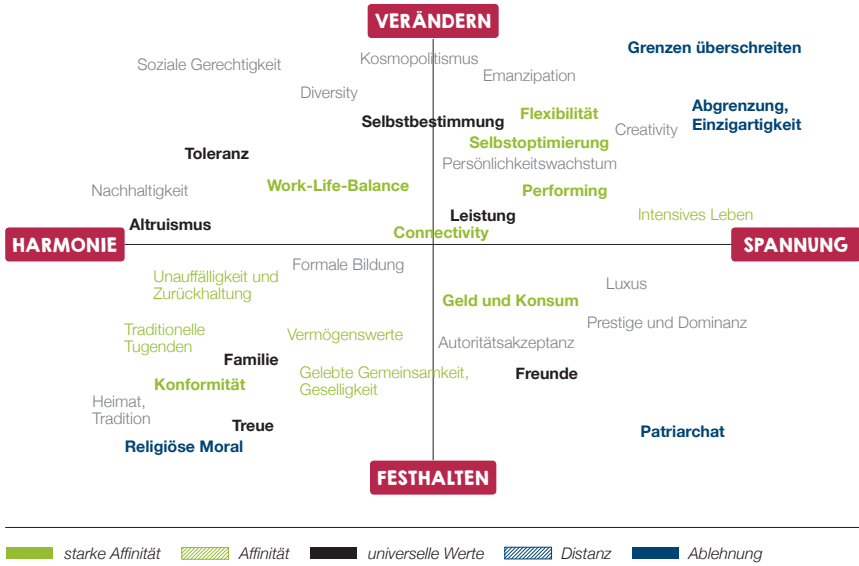 VERÄNDERN
Grenzen überschreiten
Kosmopolitismus
Soziale Gerechtigkeit
Emanzipation
Diversity
Abgrenzung,
Einzigartigkeit
Flexibilität
Selbstbestimmung
Creativity
Selbstoptimierung
Toleranz
Persönlichkeitswachstum
Work-Life-Balance
Nachhaltigkeit
Performing
Leistung
Intensives Leben
Altruismus
Connectivity
HARMONIE
SPANNUNG
Formale Bildung
Unauffälligkeit und
Zurückhaltung
Luxus
Geld und Konsum
Prestige und Dominanz
Traditionelle
Tugenden
Vermögenswerte
Autoritätsakzeptanz
Familie
Gelebte Gemeinsamkeit,
Geselligkeit
Freunde
Konformität
Heimat,
Tradition
Treue
Patriarchat
Religiöse Moral
FESTHALTEN
starke Affinität Affinität universelle Werte Distanz Ablehnung